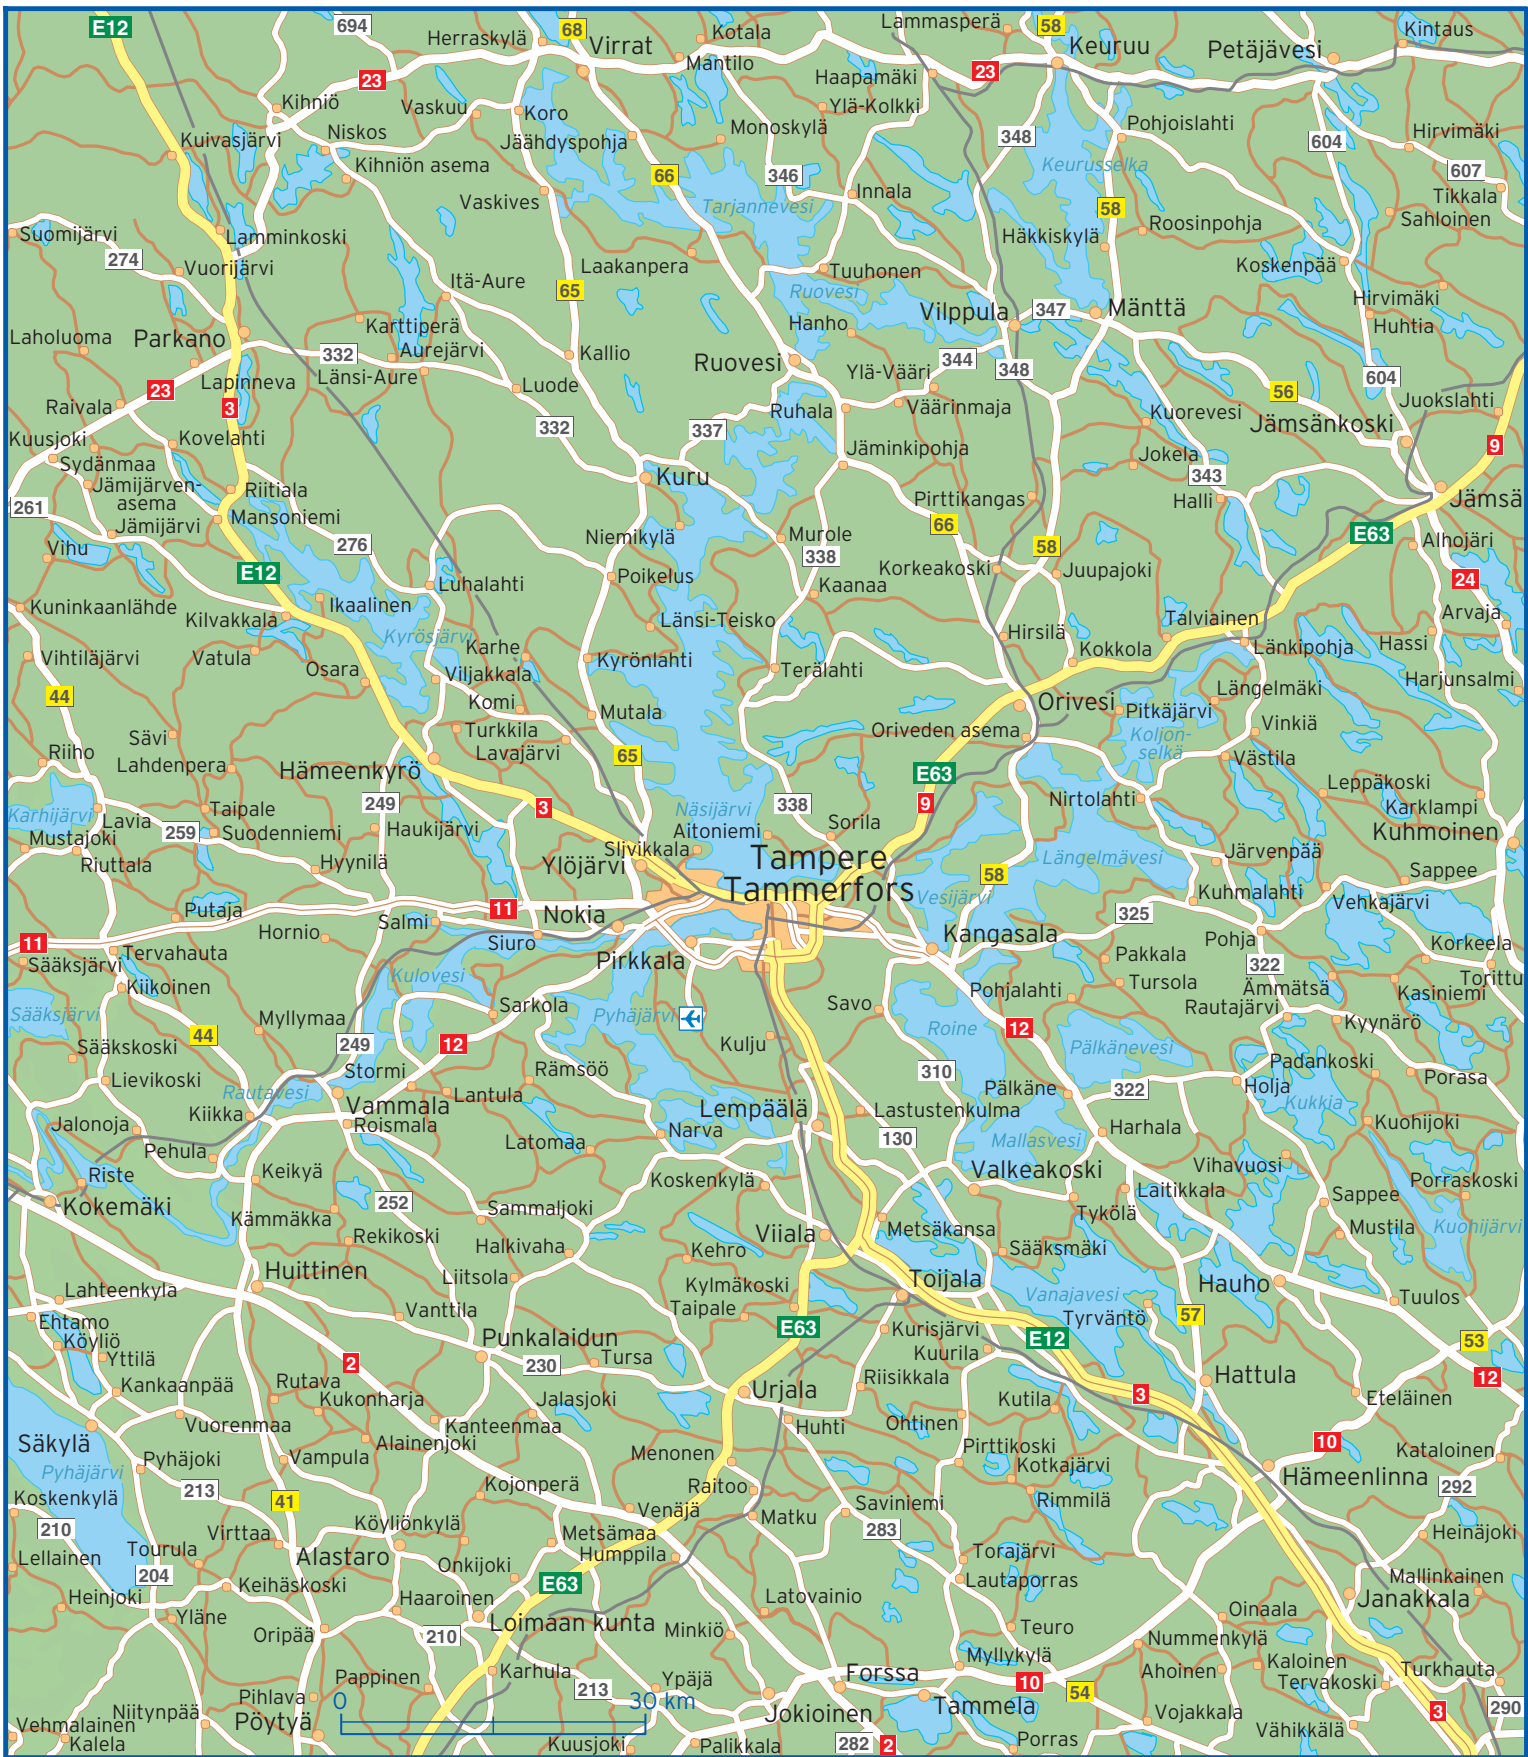 E12
694
Herraskylä
68
Virrat
Kotala
Lammasperä
58
Keuruu
Petäjävesi
Kintaus
Mäntilo
23
Haapamäki
23
Kihniö
Vaskuu
Koro
Ylä-Kolkki
Kuivasjärvi
Niskos
Jäähdyspohja
Monoskylä
348
Pohjoislahti
604
Hirvimäki
Kihniön asema
66
346
Keurusselka
607
Vaskives
Tarjannevesi
Innala
58
Tikkala
Sahloinen
Suomijärvi
Lamminkoski
Roosinpohja
Häkkiskylä
274
Vuorijärvi
Laakanpera
Tuuhonen
Koskenpää
Itä-Aure
65
Ruovesi
Hirvimäki
Karttiperä
Hanho
Vilppula
347
Mänttä
Huhtia
Laholuoma
Parkano
332
Aurejärvi
Kallio
Ruovesi
344
348
Länsi-Aure
Ylä-Vääri
604
23
Lapinneva
Luode
56
Raivala
3
Ruhala
Väärinmaja
Kuorevesi
Juokslahti
Kuusjoki
Kovelahti
332
337
Jämsänkoski
9
Sydänmaa
Jäminkipohja
Jokela
Jämijärven-
asema
Riitiala
Kuru
343
261
Mansoniemi
Pirttikangas
Halli
Jämsä
Jämijärvi
66
Vihu
276
Niemikylä
Murole
58
E63
Alhojäri
E12
338
Luhalahti
Poikelus
Kaanaa
Korkeakoski
Juupajoki
24
Kuninkaanlähde
Ikaalinen
Kilvakkala
Länsi-Teisko
Talviainen
Arvaja
Kyrösjärvi
Hirsilä
Hassi
Vihtiläjärvi
Vatula
Karhe
Kyrönlahti
Kokkola
Länkipohja
Osara
Viljakkala
Terälahti
Harjunsalmi
44
Komi
Längelmäki
Mutala
Orivesi
Pitkäjärvi
Sävi
Turkkila
Oriveden asema
Koljon-
selkä
Vinkiä
Riiho
Lahdenpera
Lavajärvi
65
Västila
Hämeenkyrö
E63
Leppäkoski
249
3
Näsijärvi
338
9
Nirtolahti
Karklampi
Karhijärvi
Lavia
Taipale
Haukijärvi
Aitoniemi
Sorila
Kuhmoinen
Mustajoki
259
Suodenniemi
Sljvikkala
Tampere
Längelmävesi
Järvenpää
Riuttala
Hyynilä
Ylöjärvi
58
Sappee
Tammerfors
Vesijärvi
Kuhmalahti
Putaja
11
Nokia
325
Vehkajärvi
Salmi
Hornio
Siuro
Kangasala
Pohja
Korkeela
11
Tervahauta
Pirkkala
Pakkala
322
Sääksjärvi
Kulovesi
Torittu
Kiikoinen
Sarkola
Savo
Pohjalahti
Tursola
Ämmätsä
Kasiniemi
Sääksjärvi
Myllymaa
Pyhäjärvi
Roine
12
Rautajärvi
Kyynärö
44
249
12
Kulju
Pälkänevesi
Sääkskoski
Padankoski
Lievikoski
Stormi
Rämsöö
310
Pälkäne
322
Holja
Porasa
Rautavesi
Vammala
Lantula
Lempäälä
Lastustenkulma
Kukkia
Kiikka
Roismala
Jalonoja
Narva
130
Harhala
Kuohijoki
Latomaa
Mallasvesi
Pehula
Riste
Keikyä
Koskenkylä
Valkeakoski
Vihavuosi
Porraskoski
Laitikkala
Sappee
Kokemäki
252
Sammaljoki
Tykölä
Kämmäkka
Metsäkansa
Mustila
Kuohijärvi
Rekikoski
Halkivaha
Viiala
Kehro
Sääksmäki
Huittinen
Liitsola
Kylmäkoski
Toijala
Hauho
Lahteenkyla
Vanajavesi
Taipale
Tyrväntö
Tuulos
Ehtamo
Vanttila
E63
Kurisjärvi
57
Köyliö
Punkalaidun
E12
53
Yttilä
2
230
Tursa
Kuurila
12
Kankaanpää
Rutava
Urjala
Riisikkala
Hattula
Kukonharja
Jalasjoki
Kutila
3
Eteläinen
Säkylä
Vuorenmaa
Kanteenmaa
Huhti
Ohtinen
Alainenjoki
Pirttikoski
10
Pyhäjärvi
Pyhäjoki
Vampula
Menonen
Kotkajärvi
Kataloinen
Hämeenlinna
213
Kojonperä
Raitoo
Rimmilä
292
Koskenkylä
41
Venäjä
Matku
Saviniemi
210
Virttaa
Köyliönkylä
Metsämaa
283
Heinäjoki
Lellainen
Tourula
Alastaro
Humppila
Torajärvi
204
Onkijoki
E63
Lautaporras
Mallinkainen
Heinjoki
Keihäskoski
Haaroinen
Latovainio
Janakkala
Yläne
Loimaan kunta
Oinaala
Oripää
210
Minkiö
Teuro
Nummenkylä
Myllykylä
Kaloinen
Pappinen
Karhula
Ypäjä
Forssa
10
Ahoinen
Turkhauta
213
54
Tervakoski
Pihlava
0
30 km
Tammela
3
290
Niitynpää
Pöytyä
Jokioinen
Vojakkala
Vehmalainen
Vähikkälä
Kalela
Kuusjoki
Palikkala
282
2
Porras